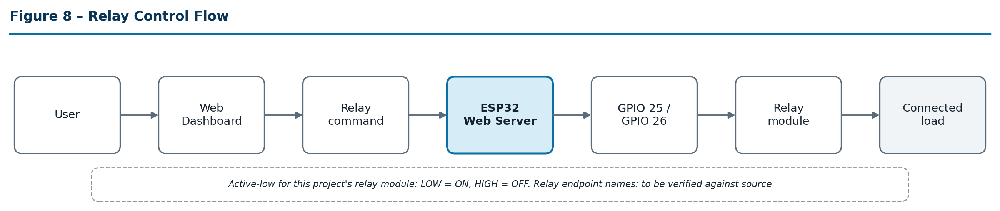 Figure 8 – Relay Control Flow
User
Web
Dashboard
Relay
command
ESP32
Web Server
GPIO 25 /
GPIO 26
Relay
module
Connected
load
Active-low for this project's relay module: LOW = ON, HIGH = OFF. Relay endpoint names: to be verified against source